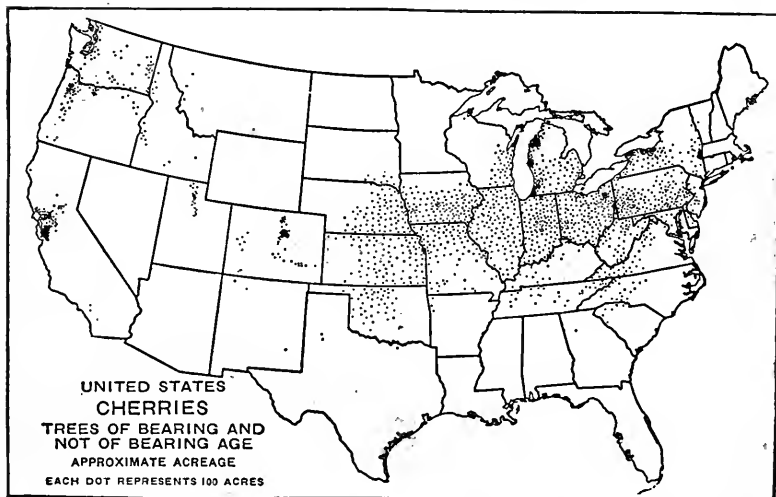 UNITED STATES
CHERRIES
TREES OF BEARING AND
NOT OF BEARING AGE
APPROXIMATE ACREAGE
EACH DOT REPRESENTS 100 ACRES